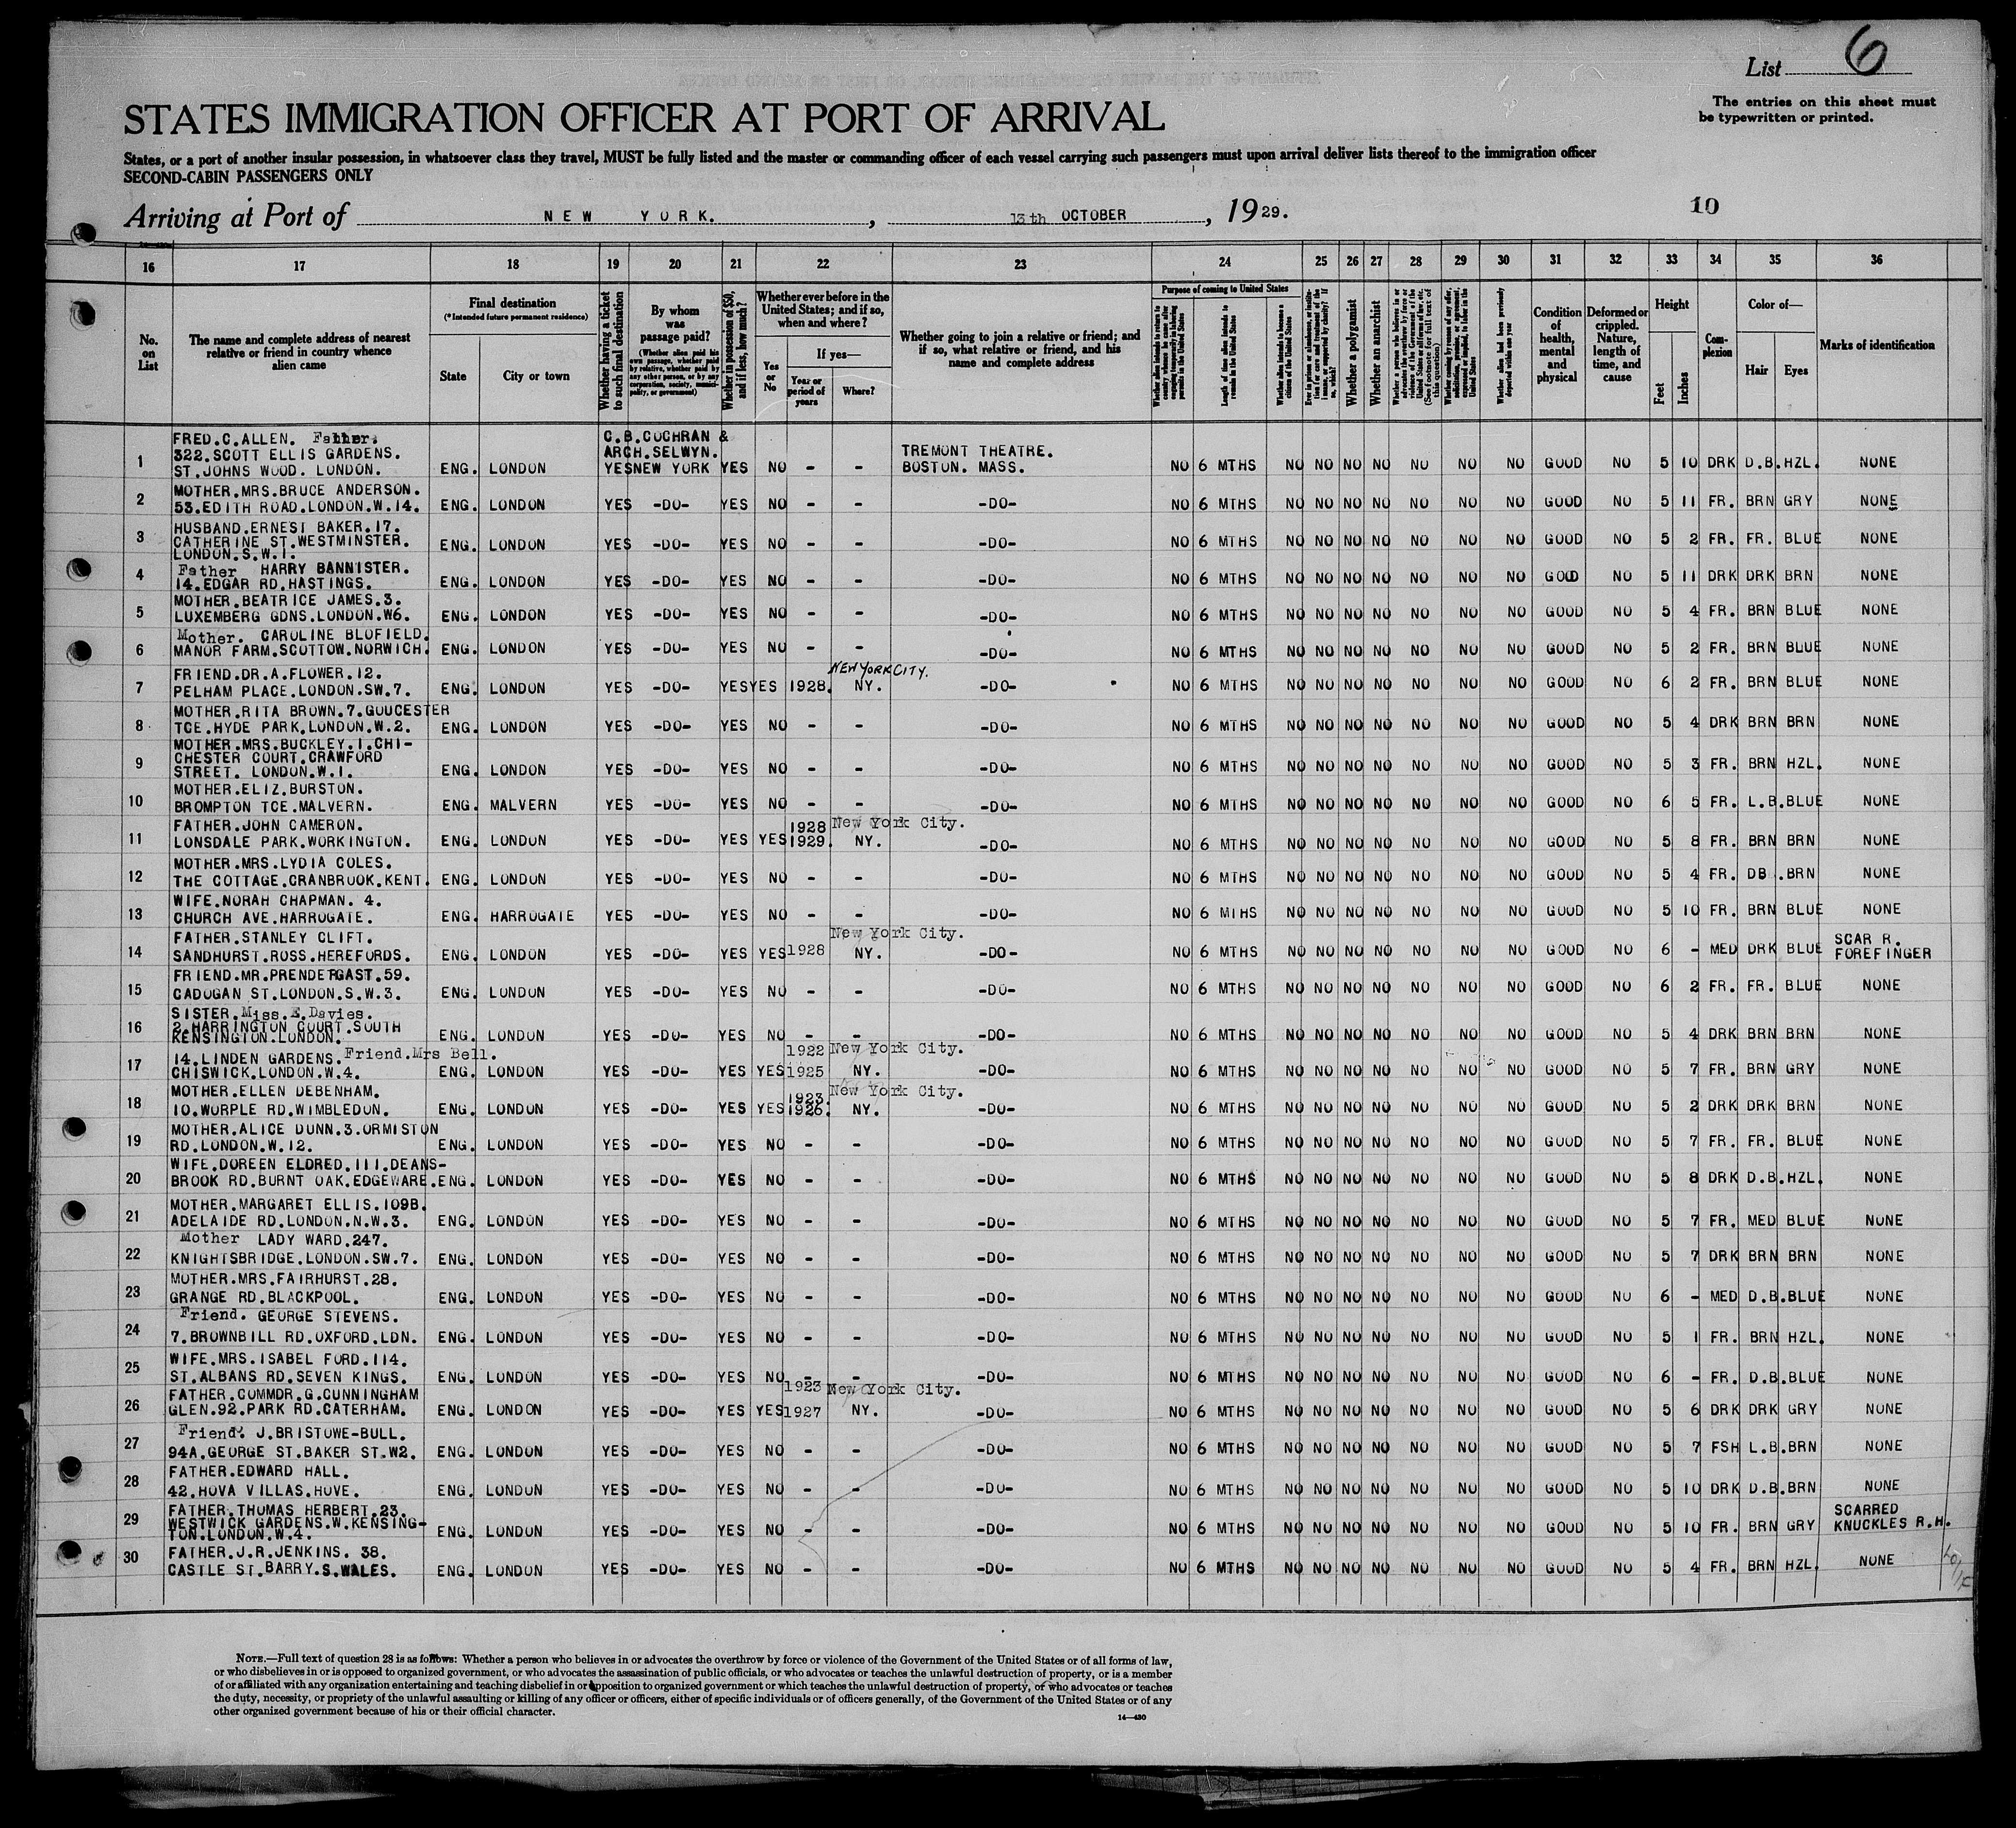 List 6
The entries on this sheet must
be typewritten or printed.
STATES IMMIGRATION OFFICER AT PORT OF ARRIVAL
States, or a port of another insular possession, in whatsoever class they travel, MUST be fully listed and the master or commanding officer of each vessel carrying such passengers must upon arrival deliver lists thereof to the immigration officer
SECOND-CABIN PASSENGERS ONLY
Arriving at Port of NEW YORK. , 13th OCTOBER , 1929.
10
16 17 18 19 20 21 22 23 24 25 26 27 28 29 30 31 32 33 34 35 36
No. on List
The name and complete address of nearest relative or friend in country whence alien came
Final destination
(*Intended future permanent residence)
State City or town
Whether having a ticket to such final destination
By whom was passage paid?
(Whether alien paid his own passage, whether paid by relative, whether paid by any other person, or by any corporation, society, municipality, or government)
Whether in possession of $50, and if less, how much?
Whether ever before in the United States; and if so, when and where?
Yes or No
If yes—
Year or period of years
Where?
Whether going to join a relative or friend; and if so, what relative or friend, and his name and complete address
Purpose of coming to United States
Length of time alien intends to remain in the United States
Whether alien intends to become a citizen of the United States
Whether a polygamist
Whether an anarchist
Condition of health, mental and physical
Deformed or crippled. Nature, length of time, and cause
Height
Feet Inches
Complexion
Color of—
Hair Eyes
Marks of identification
1 FRED.C.ALLEN. Father. 322.SCOTT ELLIS GARDENS. ST.JOHNS WOOD. LONDON. ENG. LONDON YES C.B.COCHRAN & ARCH.SELWYN. NEW YORK YES NO - - TREMONT THEATRE. BOSTON. MASS. NO 6 MTHS NO NO NO NO NO NO NO GOOD NO 5 10 DRK D.B. HZL. NONE
2 MOTHER.MRS.BRUCE ANDERSON. 53.EDITH ROAD.LONDON.W.14. ENG. LONDON YES -DO- YES NO - - -DO- NO 6 MTHS NO NO NO NO NO NO NO GOOD NO 5 11 FR. BRN GRY NONE
3 HUSBAND.ERNEST BAKER.17. CATHERINE ST.WESTMINSTER. LONDON.S.W.1. ENG. LONDON YES -DO- YES NO - - -DO- NO 6 MTHS NO NO NO NO NO NO NO GOOD NO 5 2 FR. FR. BLUE NONE
4 Father HARRY BANNISTER. 14.EDGAR RD.HASTINGS. ENG. LONDON YES -DO- YES NO - - -DO- NO 6 MTHS NO NO NO NO NO NO NO GOOD NO 5 11 DRK DRK BRN NONE
5 MOTHER.BEATRICE JAMES.3. LUXEMBERG GDNS.LONDON.W6. ENG. LONDON YES -DO- YES NO - - -DO- NO 6 MTHS NO NO NO NO NO NO NO GOOD NO 5 4 FR. BRN BLUE NONE
6 Mother. CAROLINE BLOFIELD. MANOR FARM.SCOTTOW.NORWICH. ENG. LONDON YES -DO- YES NO - - -DO- NO 6 MTHS NO NO NO NO NO NO NO GOOD NO 5 2 FR. BRN BLUE NONE
7 FRIEND.DR.A.FLOWER.12. PELHAM PLACE.LONDON.SW.7. ENG. LONDON YES -DO- YES YES 1928. NEW YORK CITY. NY. -DO- NO 6 MTHS NO NO NO NO NO NO NO GOOD NO 6 2 FR. BRN BLUE NONE
8 MOTHER.RITA BROWN.7.GOUCESTER TCE.HYDE PARK.LONDON.W.2. ENG. LONDON YES -DO- YES NO - - -DO- NO 6 MTHS NO NO NO NO NO NO NO GOOD NO 5 4 DRK BRN BRN NONE
9 MOTHER.MRS.BUCKLEY.1.CHI- CHESTER COURT.CRAWFORD STREET. LONDON.W.1. ENG. LONDON YES -DO- YES NO - - -DO- NO 6 MTHS NO NO NO NO NO NO NO GOOD NO 5 3 FR. BRN HZL. NONE
10 MOTHER.ELIZ.BURSTON. BROMPTON TCE.MALVERN. ENG. MALVERN YES -DO- YES NO - - -DO- NO 6 MTHS NO NO NO NO NO NO NO GOOD NO 6 5 FR. L.B. BLUE NONE
11 FATHER.JOHN CAMERON. LONSDALE PARK.WORKINGTON. ENG. LONDON YES -DO- YES YES 1928 1929. New York City. NY. -DO- NO 6 MTHS NO NO NO NO NO NO NO GOOD NO 5 8 FR. BRN BRN NONE
12 MOTHER.MRS.LYDIA COLES. THE COTTAGE.CRANBROOK.KENT. ENG. LONDON YES -DO- YES NO - - -DO- NO 6 MTHS NO NO NO NO NO NO NO GOOD NO 5 4 FR. DB. BRN NONE
13 WIFE.NORAH CHAPMAN. 4. CHURCH AVE.HARROGATE. ENG. HARROGATE YES -DO- YES NO - - -DO- NO 6 MTHS NO NO NO NO NO NO NO GOOD NO 5 10 FR. BRN BLUE NONE
14 FATHER.STANLEY CLIFT. SANDHURST.ROSS.HEREFORDS. ENG. LONDON YES -DO- YES YES 1928 New York City. NY. -DO- NO 6 MTHS NO NO NO NO NO NO NO GOOD NO 6 - MED DRK BLUE SCAR R. FOREFINGER
15 FRIEND.MR.PRENDERGAST.59. CADOGAN ST.LONDON.S.W.3. ENG. LONDON YES -DO- YES NO - - -DO- NO 6 MTHS NO NO NO NO NO NO NO GOOD NO 6 2 FR. FR. BLUE NONE
16 SISTER.Miss.E.Davies. 2.HARRINGTON COURT.SOUTH KENSINGTON.LONDON. ENG. LONDON YES -DO- YES NO - - -DO- NO 6 MTHS NO NO NO NO NO NO NO GOOD NO 5 4 DRK BRN BRN NONE
17 14.LINDEN GARDENS. Friend.Mrs Bell. CHISWICK.LONDON.W.4. ENG. LONDON YES -DO- YES YES 1922 1925 New York City. NY. -DO- NO 6 MTHS NO NO NO NO NO NO NO GOOD NO 5 7 FR. BRN GRY NONE
18 MOTHER.ELLEN DEBENHAM. 10.WORPLE RD.WIMBLEDON. ENG. LONDON YES -DO- YES YES 1923 1926. New York City. NY. -DO- NO 6 MTHS NO NO NO NO NO NO NO GOOD NO 5 2 DRK DRK BRN NONE
19 MOTHER.ALICE DUNN.3.ORMISTON RD.LONDON.W.12. ENG. LONDON YES -DO- YES NO - - -DO- NO 6 MTHS NO NO NO NO NO NO NO GOOD NO 5 7 FR. FR. BLUE NONE
20 WIFE.DOREEN ELDRED.111.DEANS- BROOK RD.BURNT OAK.EDGEWARE. ENG. LONDON YES -DO- YES NO - - -DO- NO 6 MTHS NO NO NO NO NO NO NO GOOD NO 5 8 DRK D.B. HZL. NONE
21 MOTHER.MARGARET ELLIS.109B. ADELAIDE RD.LONDON.N.W.3. ENG. LONDON YES -DO- YES NO - - -DO- NO 6 MTHS NO NO NO NO NO NO NO GOOD NO 5 7 FR. MED BLUE NONE
22 Mother LADY WARD.247. KNIGHTSBRIDGE.LONDON.SW.7. ENG. LONDON YES -DO- YES NO - - -DO- NO 6 MTHS NO NO NO NO NO NO NO GOOD NO 5 7 DRK BRN BRN NONE
23 MOTHER.MRS.FAIRHURST.28. GRANGE RD.BLACKPOOL. ENG. LONDON YES -DO- YES NO - - -DO- NO 6 MTHS NO NO NO NO NO NO NO GOOD NO 6 - MED D.B. BLUE NONE
24 Friend. GEORGE STEVENS. 7.BROWNBILL RD.OXFORD.LDN. ENG. LONDON YES -DO- YES NO - - -DO- NO 6 MTHS NO NO NO NO NO NO NO GOOD NO 5 1 FR. BRN HZL. NONE
25 WIFE.MRS.ISABEL FORD.114. ST.ALBANS RD.SEVEN KINGS. ENG. LONDON YES -DO- YES NO - - -DO- NO 6 MTHS NO NO NO NO NO NO NO GOOD NO 6 - FR. D.B. BLUE NONE
26 FATHER.COMMDR.G.CUNNINGHAM GLEN.92.PARK RD.CATERHAM. ENG. LONDON YES -DO- YES YES 1923 1927 New York City. NY. -DO- NO 6 MTHS NO NO NO NO NO NO NO GOOD NO 5 6 DRK DRK GRY NONE
27 Friend. J.BRISTOWE-BULL. 94A.GEORGE ST.BAKER ST.W2. ENG. LONDON YES -DO- YES NO - - -DO- NO 6 MTHS NO NO NO NO NO NO NO GOOD NO 5 7 FSH L.B. BRN NONE
28 FATHER.EDWARD HALL. 42.HOVA VILLAS.HOVE. ENG. LONDON YES -DO- YES NO - - -DO- NO 6 MTHS NO NO NO NO NO NO NO GOOD NO 5 10 DRK D.B. BRN NONE
29 FATHER.THOMAS HERBERT.23. WESTWICK GARDENS.W.KENSING- TON.LONDON.W.4. ENG. LONDON YES -DO- YES NO - - -DO- NO 6 MTHS NO NO NO NO NO NO NO GOOD NO 5 10 FR. BRN GRY SCARRED KNUCKLES R.H.
30 FATHER.J.R.JENKINS. 38. CASTLE ST.BARRY.S.WALES. ENG. LONDON YES -DO- YES NO - - -DO- NO 6 MTHS NO NO NO NO NO NO NO GOOD NO 5 4 FR. BRN HZL. NONE
NOTE.—Full text of question 28 is as follows: Whether a person who believes in or advocates the overthrow by force or violence of the Government of the United States or of all forms of law,
or who disbelieves in or is opposed to organized government, or who advocates the assassination of public officials, or who advocates or teaches the unlawful destruction of property, or is a member
of or affiliated with any organization entertaining and teaching disbelief in or opposition to organized government or which teaches the unlawful destruction of property, or who advocates or teaches
the duty, necessity, or propriety of the unlawful assaulting or killing of any officer or officers, either of specific individuals or of officers generally, of the Government of the United States or of any
other organized government because of his or their official character.
14—430